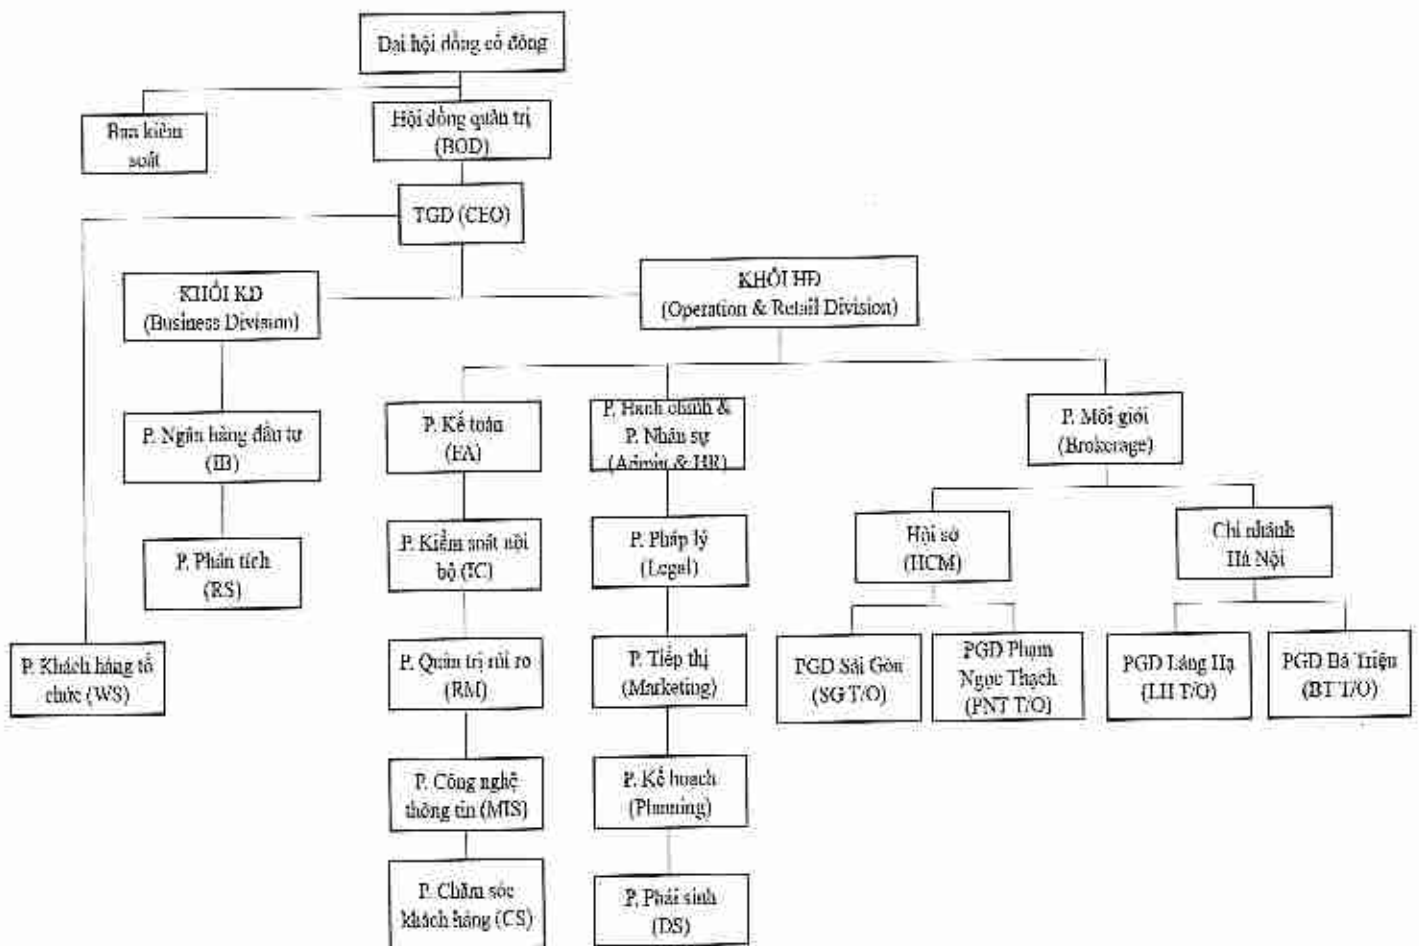 Đại hội đồng cổ đông
Ban kiểm
soát
Hội đồng quản trị
(BOD)
TGD (CEO)
KHỐI KD
(Business Division)
KHỐI HĐ
(Operation & Retail Division)
P. Ngân hàng đầu tư
(IB)
P. Phân tích
(RS)
P. Khách hàng tổ
chức (WS)
P. Kế toán
(FA)
P. Kiểm soát nội
bộ (IC)
P. Quản trị rủi ro
(RM)
P. Công nghệ
thông tin (MIS)
P. Chăm sóc
khách hàng (CS)
P. Hành chính &
P. Nhân sự
(Admin & HR)
P. Pháp lý
(Legal)
P. Tiếp thị
(Marketing)
P. Kế hoạch
(Planning)
P. Phái sinh
(DS)
P. Môi giới
(Brokerage)
Hội sở
(HCM)
Chi nhánh
Hà Nội
PGD Sài Gòn
(SG T/O)
PGD Phạm
Ngọc Thạch
(PNT T/O)
PGD Láng Hạ
(LH T/O)
PGD Bà Triệu
(BT T/O)